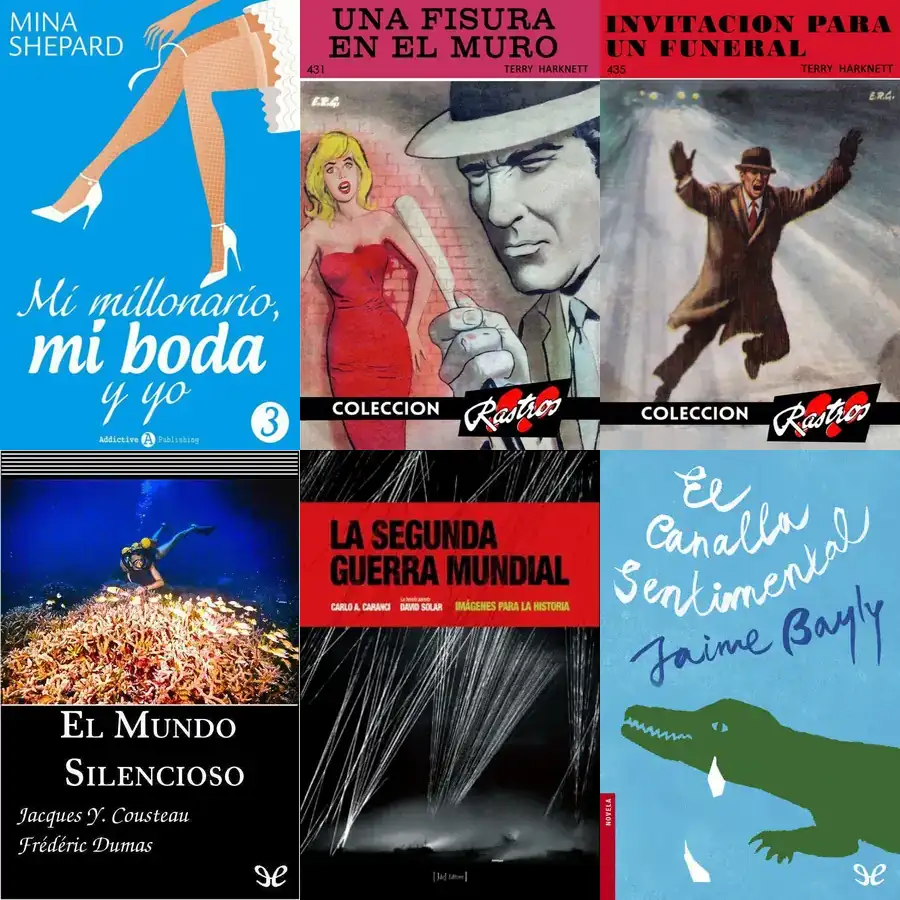 MINA
SHEPARD
Mi millonario,
mi boda
y yo
3
Addictive A Publishing
UNA FISURA
EN EL MURO
431 TERRY HARKNETT
E.R.G.
COLECCION Rastros
INVITACION PARA
UN FUNERAL
435 TERRY HARKNETT
E.R.G.
COLECCION Rastros
EL MUNDO
SILENCIOSO
Jacques Y. Cousteau
Frédéric Dumas
LA SEGUNDA
GUERRA MUNDIAL
CARLO A. CARANCI DAVID SOLAR IMÁGENES PARA LA HISTORIA
El
Canalla
Sentimental
Jaime Bayly
NOVELA